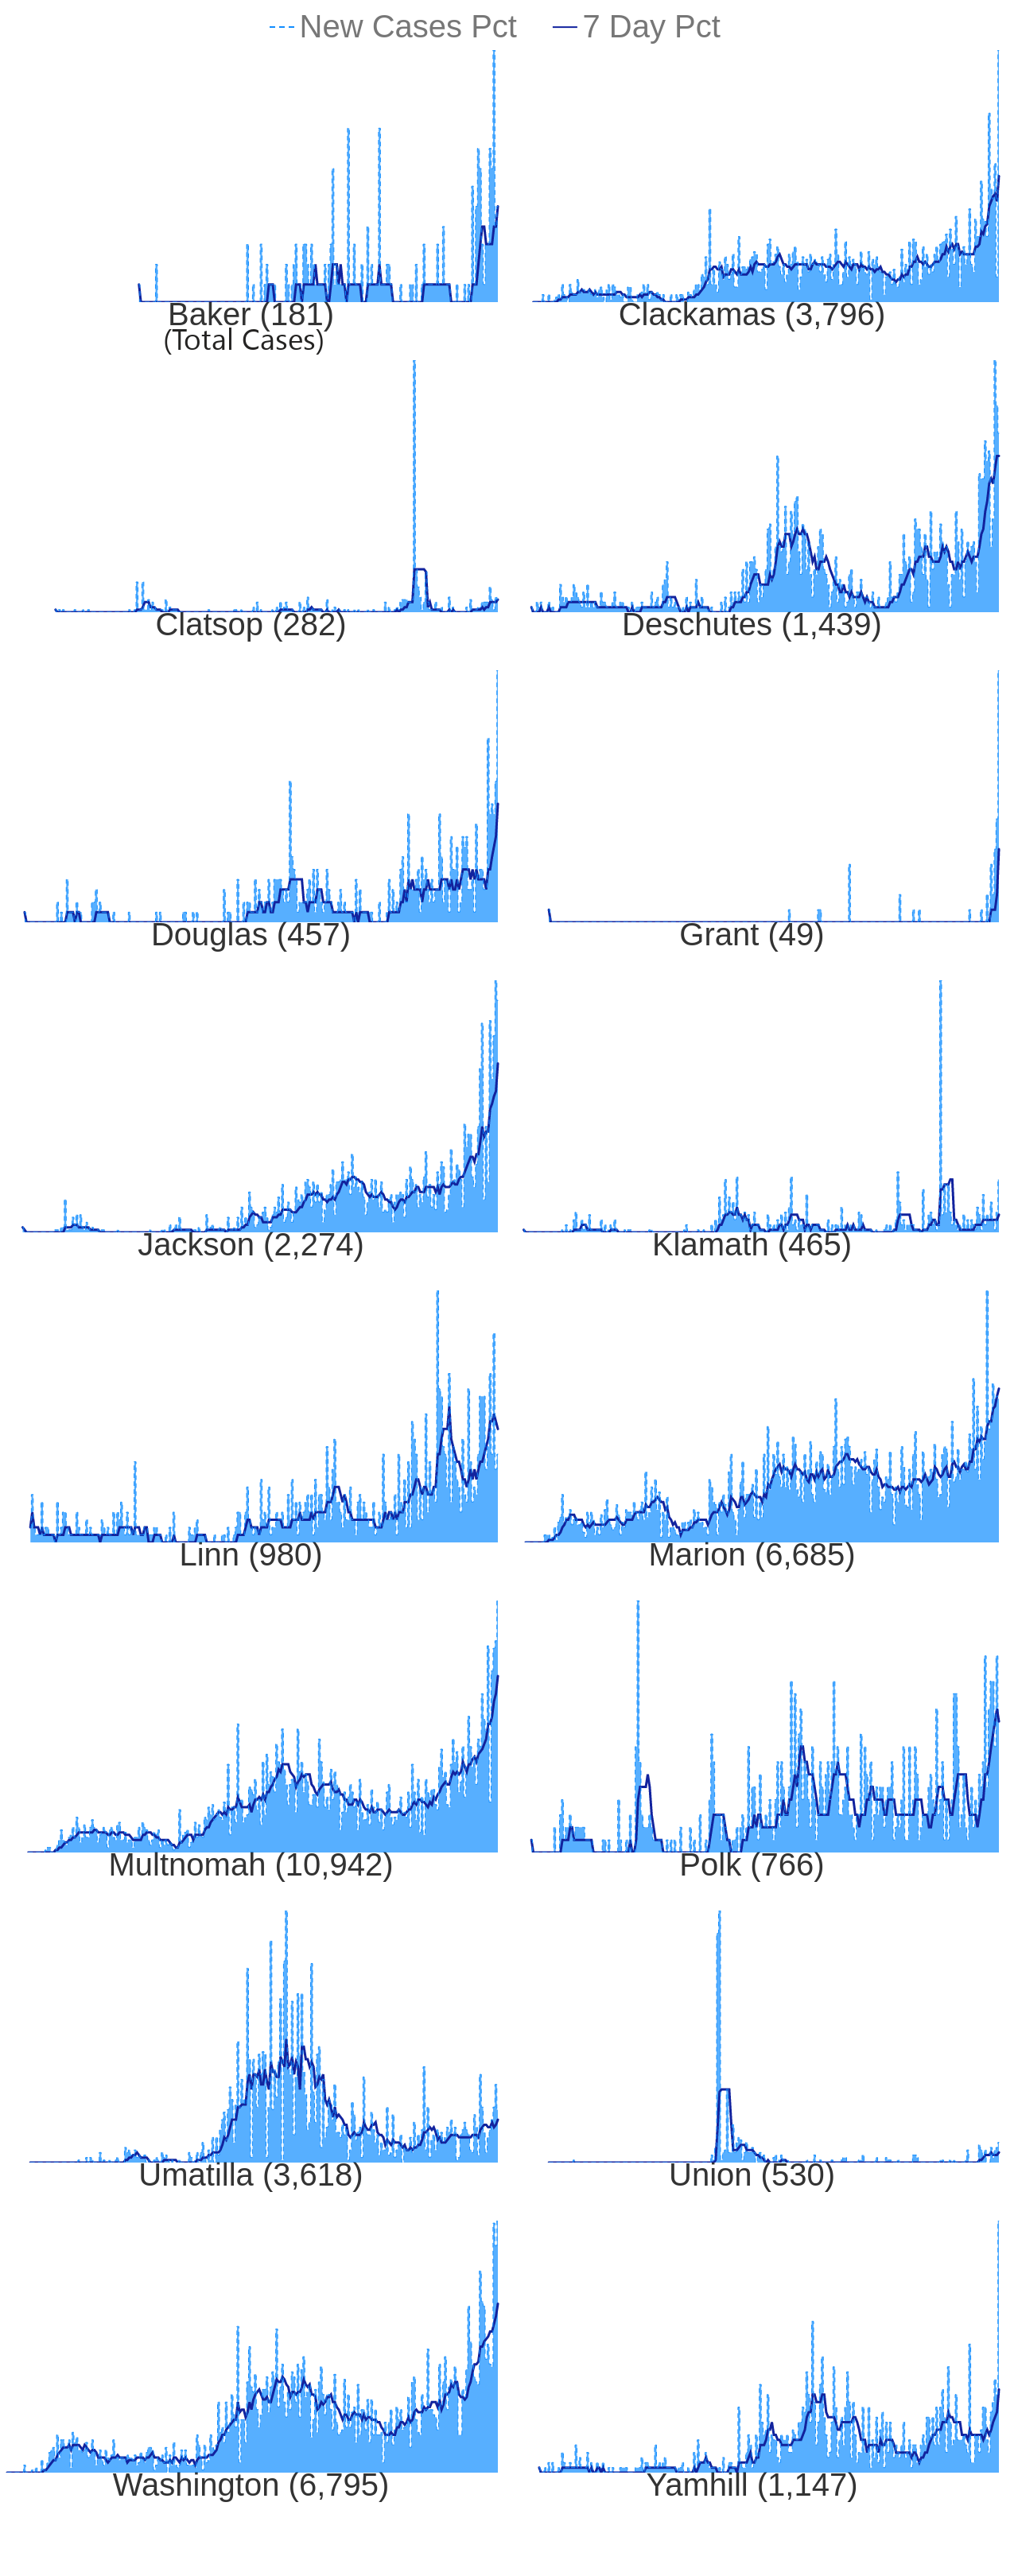 New Cases Pct 7 Day Pct
Baker (181) Clackamas (3,796)
(Total Cases)
Clatsop (282) Deschutes (1,439)
Douglas (457) Grant (49)
Jackson (2,274) Klamath (465)
Linn (980) Marion (6,685)
Multnomah (10,942) Polk (766)
Umatilla (3,618) Union (530)
Washington (6,795) Yamhill (1,147)